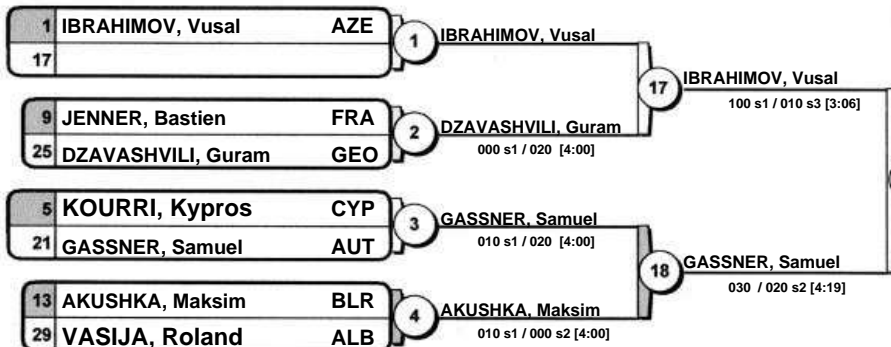 1 IBRAHIMOV, Vusal AZE
17
1
IBRAHIMOV, Vusal
9 JENNER, Bastien FRA
25 DZAVASHVILI, Guram GEO
2
DZAVASHVILI, Guram
000 s1 / 020 [4:00]
17
IBRAHIMOV, Vusal
100 s1 / 010 s3 [3:06]
5 KOURRI, Kypros CYP
21 GASSNER, Samuel AUT
3
GASSNER, Samuel
010 s1 / 020 [4:00]
13 AKUSHKA, Maksim BLR
29 VASIJA, Roland ALB
4
AKUSHKA, Maksim
010 s1 / 000 s2 [4:00]
18
GASSNER, Samuel
030 / 020 s2 [4:19]